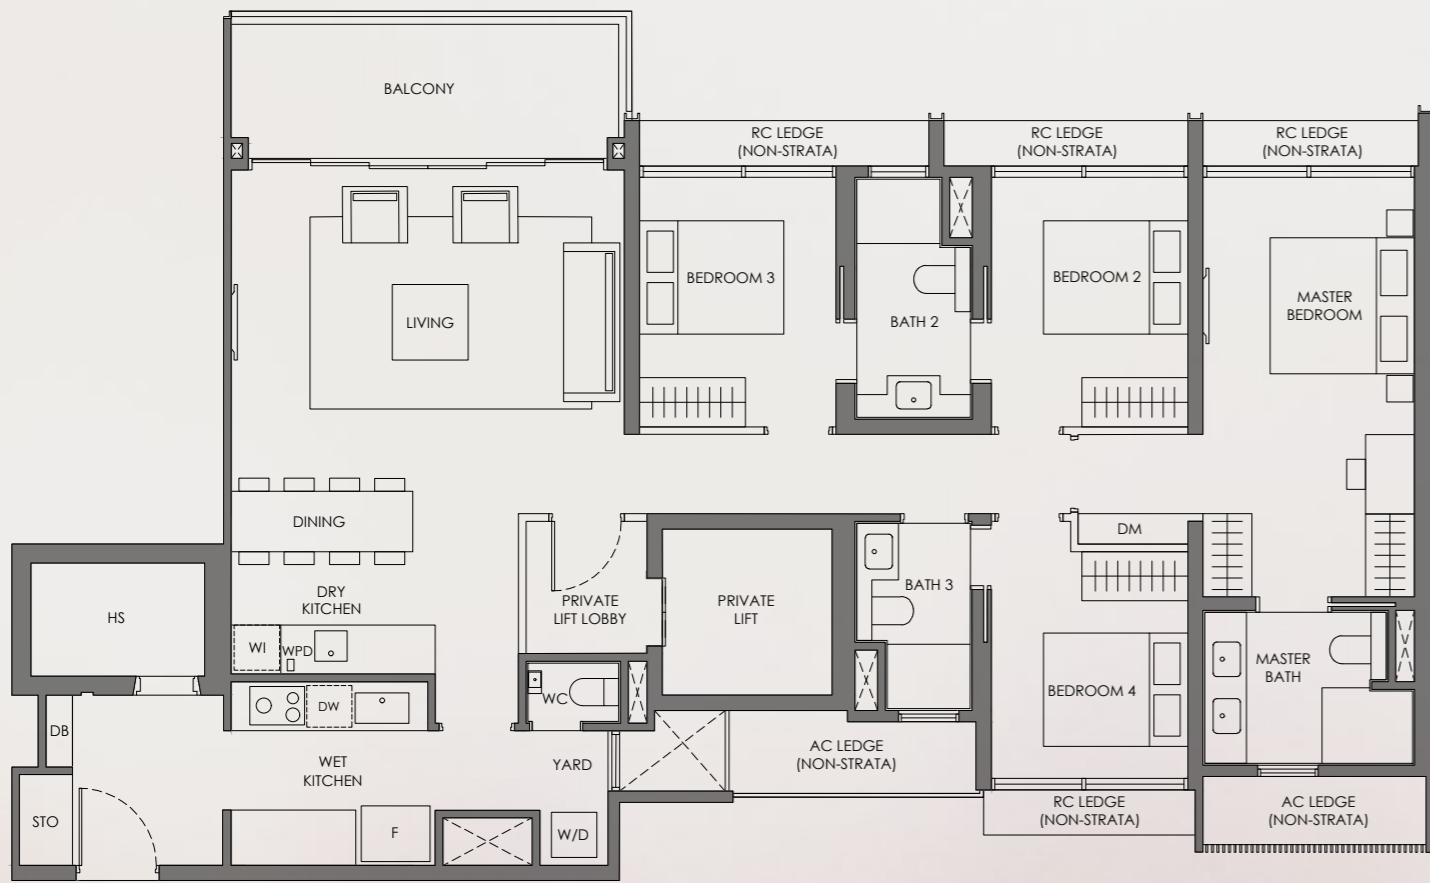 BALCONY
RC LEDGE
(NON-STRATA)
RC LEDGE
(NON-STRATA)
RC LEDGE
(NON-STRATA)
LIVING
BEDROOM 3
BATH 2
BEDROOM 2
MASTER
BEDROOM
DINING
DM
HS
DRY
KITCHEN
PRIVATE
LIFT LOBBY
PRIVATE
LIFT
BATH 3
WI
WPD
MASTER
BATH
WC
BEDROOM 4
DW
DB
WET
KITCHEN
YARD
AC LEDGE
(NON-STRATA)
STO
F
W/D
RC LEDGE
(NON-STRATA)
AC LEDGE
(NON-STRATA)